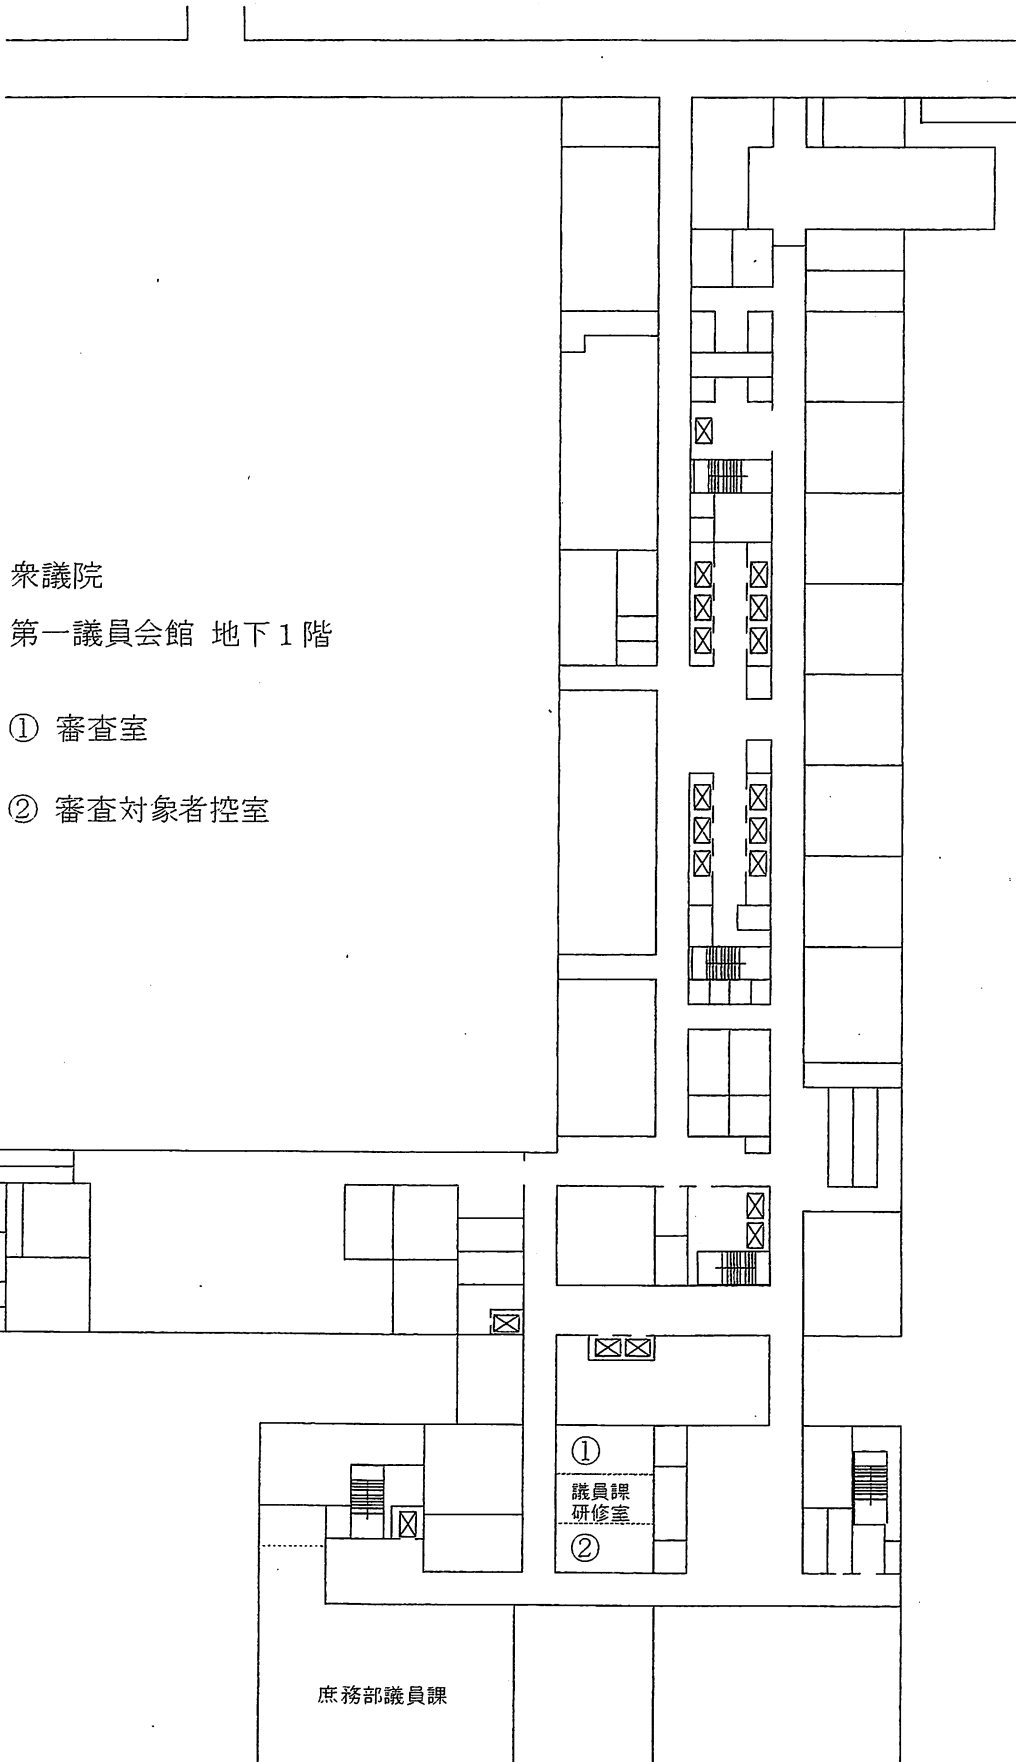 衆議院
第一議員会館 地下１階
① 審査室
② 審査対象者控室
①
議員課
研修室
②
庶務部議員課